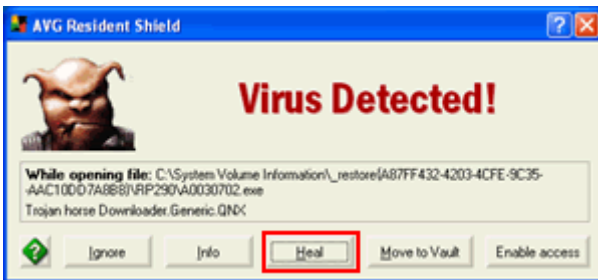 AVG Resident Shield
Virus Detected!
While opening file: C:\System Volume Information\_restore{A87FF432-4203-4CFE-9C35-
-AAC10DD7A8B8}\RP290\A0030702.exe
Trojan horse Downloader.Generic.QNX
Ignore Info Heal Move to Vault Enable access